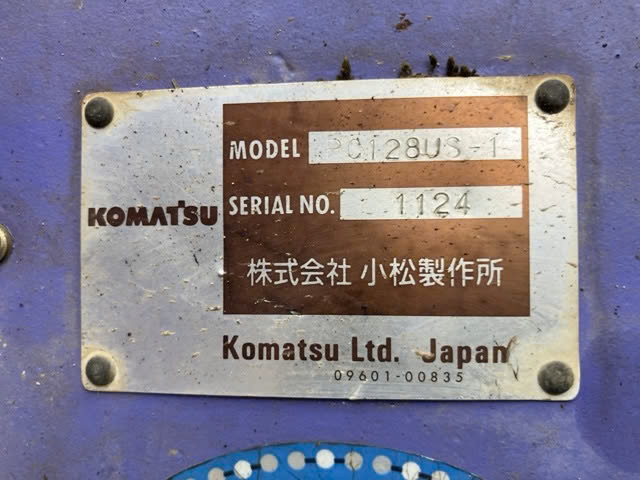 MODEL PC128US-1
KOMATSU
SERIAL NO. 1124
株式会社 小松製作所
Komatsu Ltd. Japan
09601-00835